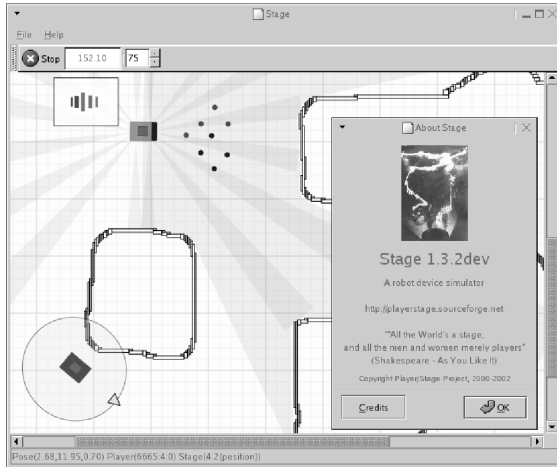 Stage
File Help
Stop 152.10 75
About Stage
Stage 1.3.2dev
A robot device simulator
http://playerstage.sourceforge.net
"All the World's a stage,
and all the men and women merely players"
(Shakespeare - As You Like It)
Copyright Player/Stage Project, 2000-2002
Credits OK
Pose(2.68,11.95,0.70) Player(6665:4:0) Stage(4:2(position))